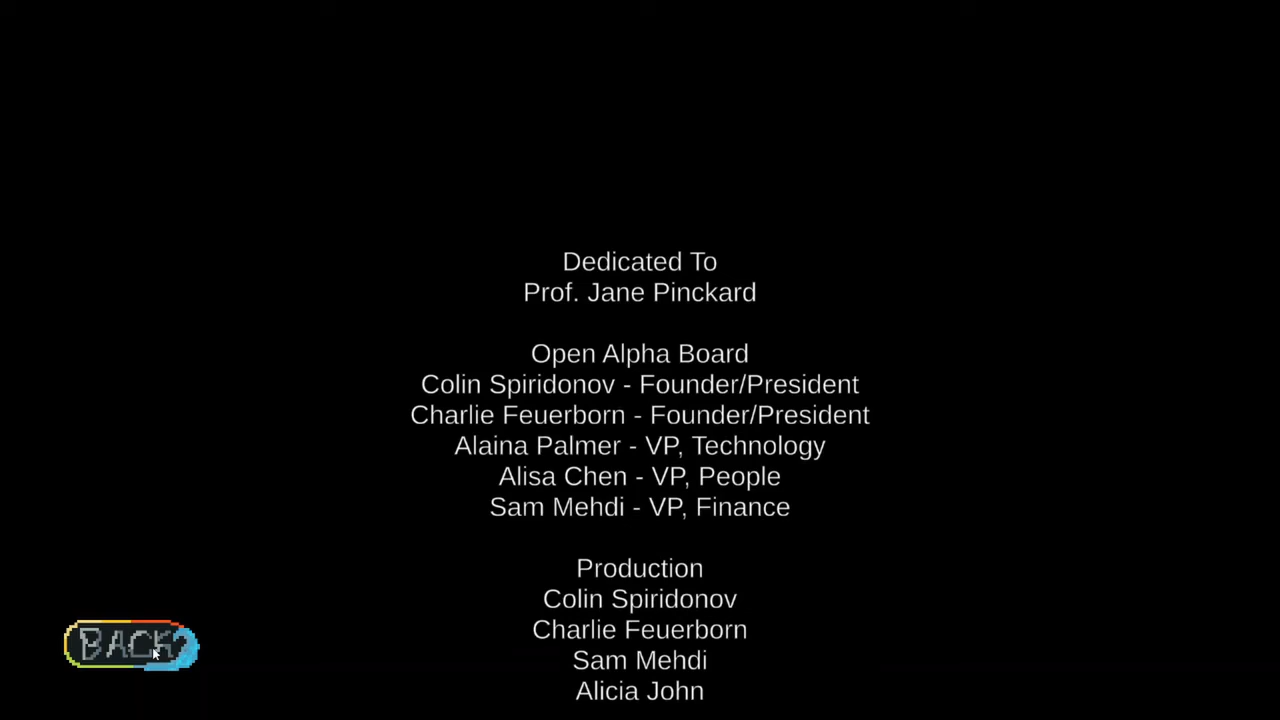 Dedicated To
Prof. Jane Pinckard
Open Alpha Board
Colin Spiridonov - Founder/President
Charlie Feuerborn - Founder/President
Alaina Palmer - VP, Technology
Alisa Chen - VP, People
Sam Mehdi - VP, Finance
Production
Colin Spiridonov
Charlie Feuerborn
Sam Mehdi
Alicia John
BACK